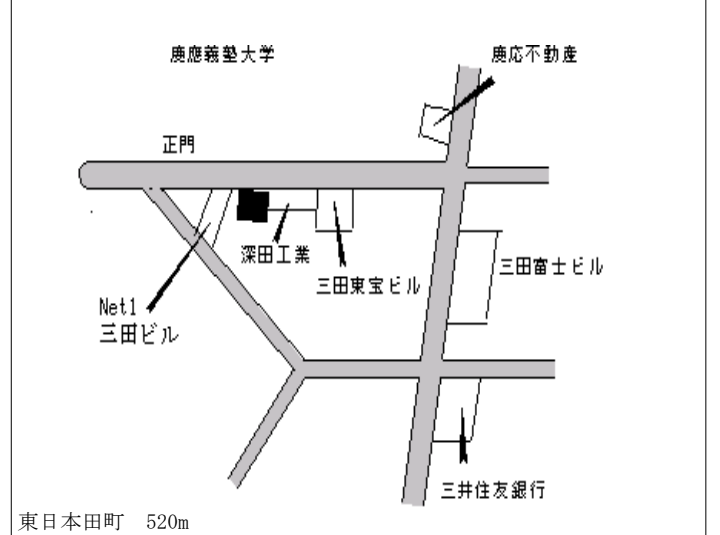 慶應義塾大学
慶応不動産
正門
深田工業
三田東宝ビル
三田富士ビル
Net1
三田ビル
三井住友銀行
東日本田町　520m